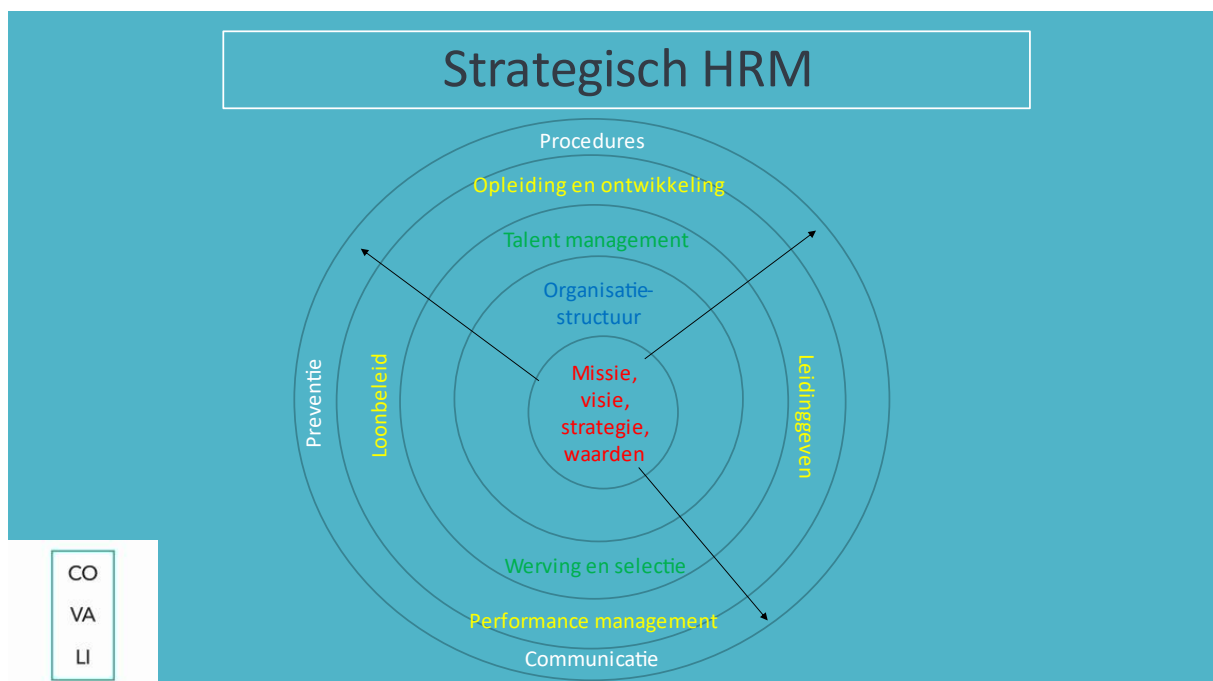 Strategisch HRM
Procedures
Opleiding en ontwikkeling
Talent management
Organisatie-
structuur
Missie,
visie,
strategie,
waarden
Preventie
Loonbeleid
Leidinggeven
Werving en selectie
Performance management
Communicatie
CO
VA
LI